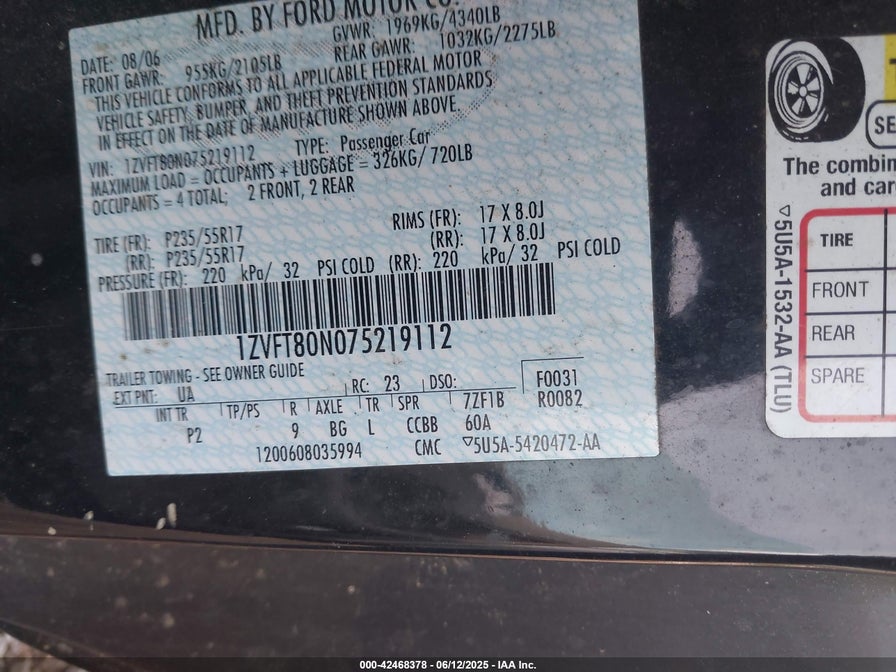 MFD. BY FORD MOTOR CO.
DATE: 08/06 GVWR: 1969KG/4340LB
FRONT GAWR: 955KG/2105LB REAR GAWR: 1032KG/2275LB
THIS VEHICLE CONFORMS TO ALL APPLICABLE FEDERAL MOTOR
VEHICLE SAFETY, BUMPER, AND THEFT PREVENTION STANDARDS
IN EFFECT ON THE DATE OF MANUFACTURE SHOWN ABOVE.
VIN: 1ZVFT80N075219112 TYPE: Passenger Car
MAXIMUM LOAD = OCCUPANTS + LUGGAGE = 326KG/ 720LB
OCCUPANTS = 4 TOTAL; 2 FRONT, 2 REAR
TIRE (FR): P235/55R17 RIMS (FR): 17 X 8.0J
(RR): P235/55R17 (RR): 17 X 8.0J
PRESSURE (FR): 220 kPa/ 32 PSI COLD (RR): 220 kPa/ 32 PSI COLD
1ZVFT80N075219112
TRAILER TOWING - SEE OWNER GUIDE
EXT PNT: UA RC: 23 DSO: F0031
INT TR TP/PS R AXLE TR SPR 7ZF1B R0082
P2 9 BG L CCBB 60A
1200608035994 CMC ▽5U5A-5420472-AA
SE
The combin
and car
TIRE
FRONT
REAR
SPARE
▽5U5A-1532-AA (TLU)
000-42468378 - 06/12/2025 - IAA Inc.